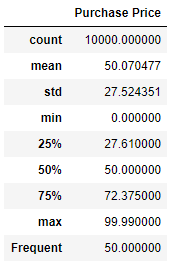 Purchase Price
count 10000.000000
mean 50.070477
std 27.524351
min 0.000000
25% 27.610000
50% 50.000000
75% 72.375000
max 99.990000
Frequent 50.000000